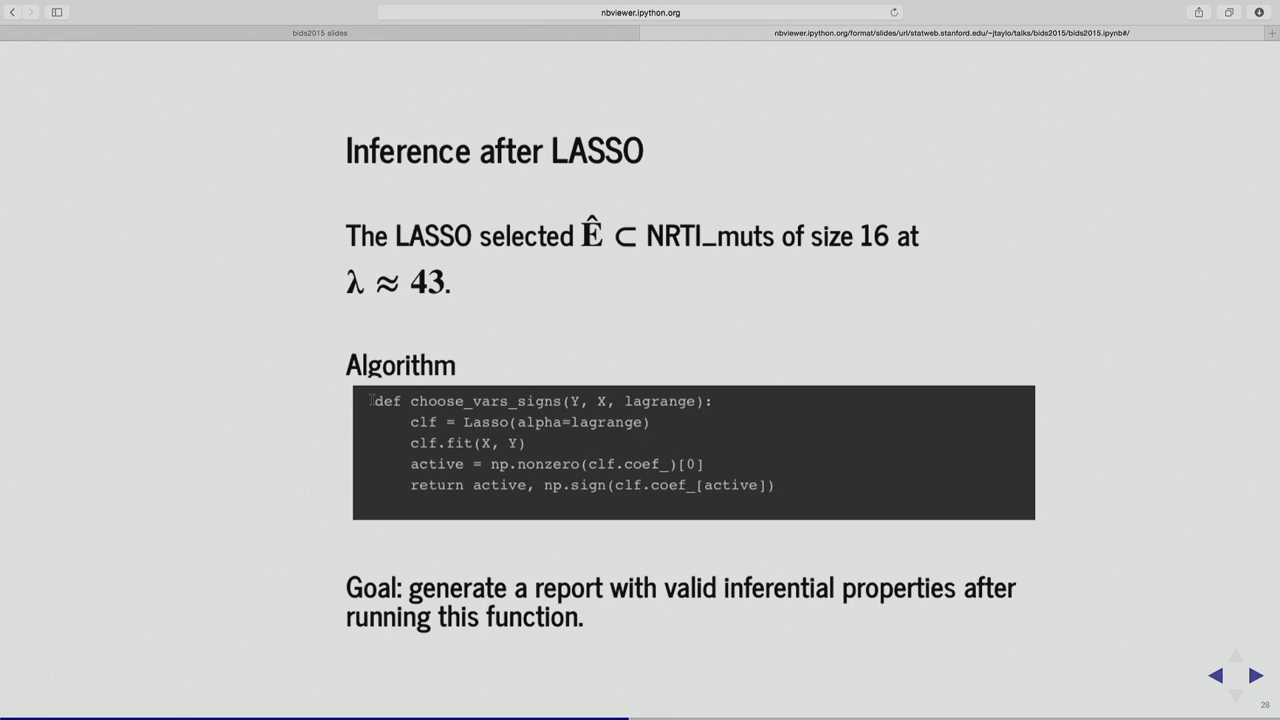 nbviewer.ipython.org
bids2015 slides
nbviewer.ipython.org/format/slides/url/statweb.stanford.edu/~jtaylo/talks/bids2015/bids2015.ipynb#/
Inference after LASSO
The LASSO selected Ê ⊂ NRTI_muts of size 16 at
λ ≈ 43.
Algorithm
def choose_vars_signs(Y, X, lagrange):
    clf = Lasso(alpha=lagrange)
    clf.fit(X, Y)
    active = np.nonzero(clf.coef_)[0]
    return active, np.sign(clf.coef_[active])
Goal: generate a report with valid inferential properties after
running this function.
28